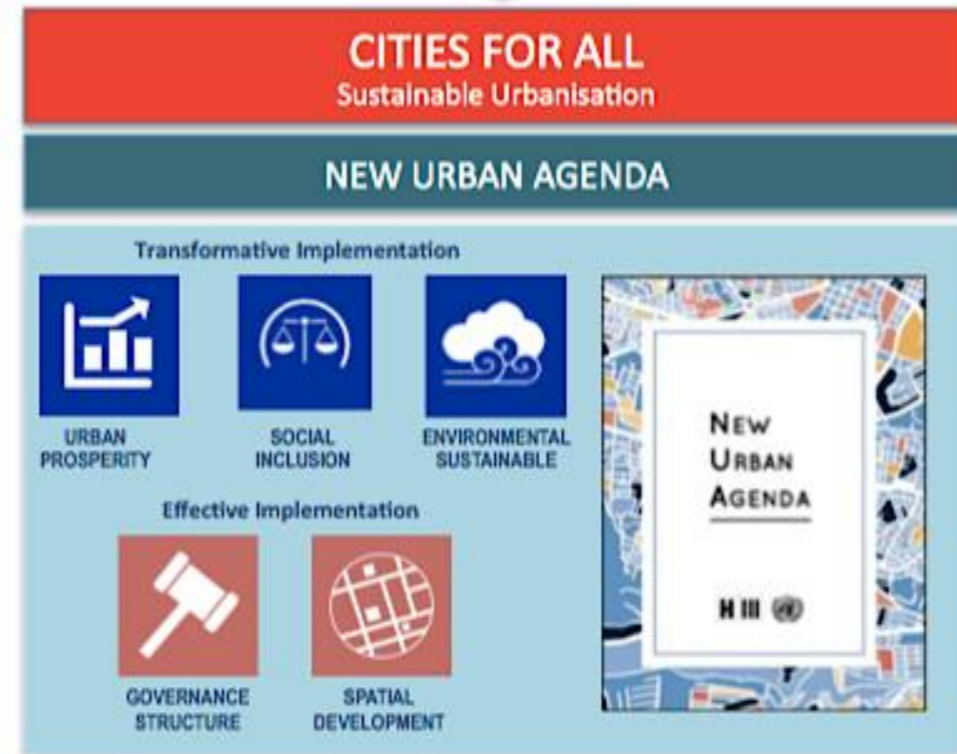 CITIES FOR ALL
Sustainable Urbanisation
NEW URBAN AGENDA
Transformative Implementation
URBAN
PROSPERITY
SOCIAL
INCLUSION
ENVIRONMENTAL
SUSTAINABLE
Effective Implementation
GOVERNANCE
STRUCTURE
SPATIAL
DEVELOPMENT
NEW
URBAN
AGENDA
H III